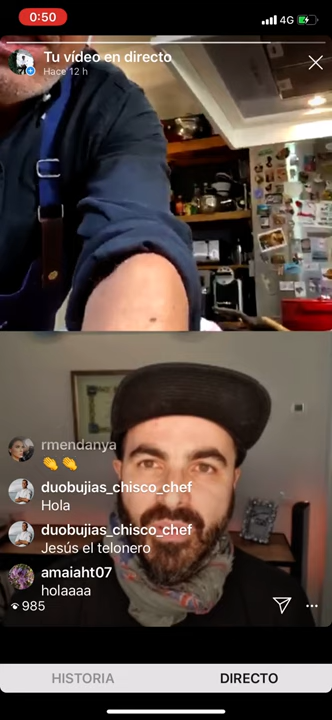 0:50
4G
Tu vídeo en directo
Hace 12 h
rmendanya
👏👏
duobujias_chisco_chef
Hola
duobujias_chisco_chef
Jesús el telonero
amaiaht07
holaaaa
985
HISTORIA
DIRECTO